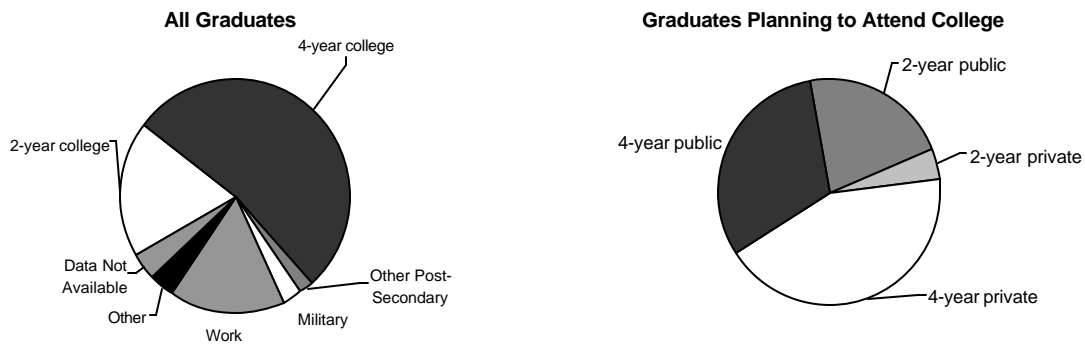 All Graduates
4-year college
2-year college
Data Not
Available
Other
Work
Military
Other Post-
Secondary
Graduates Planning to Attend College
2-year public
4-year public
2-year private
4-year private